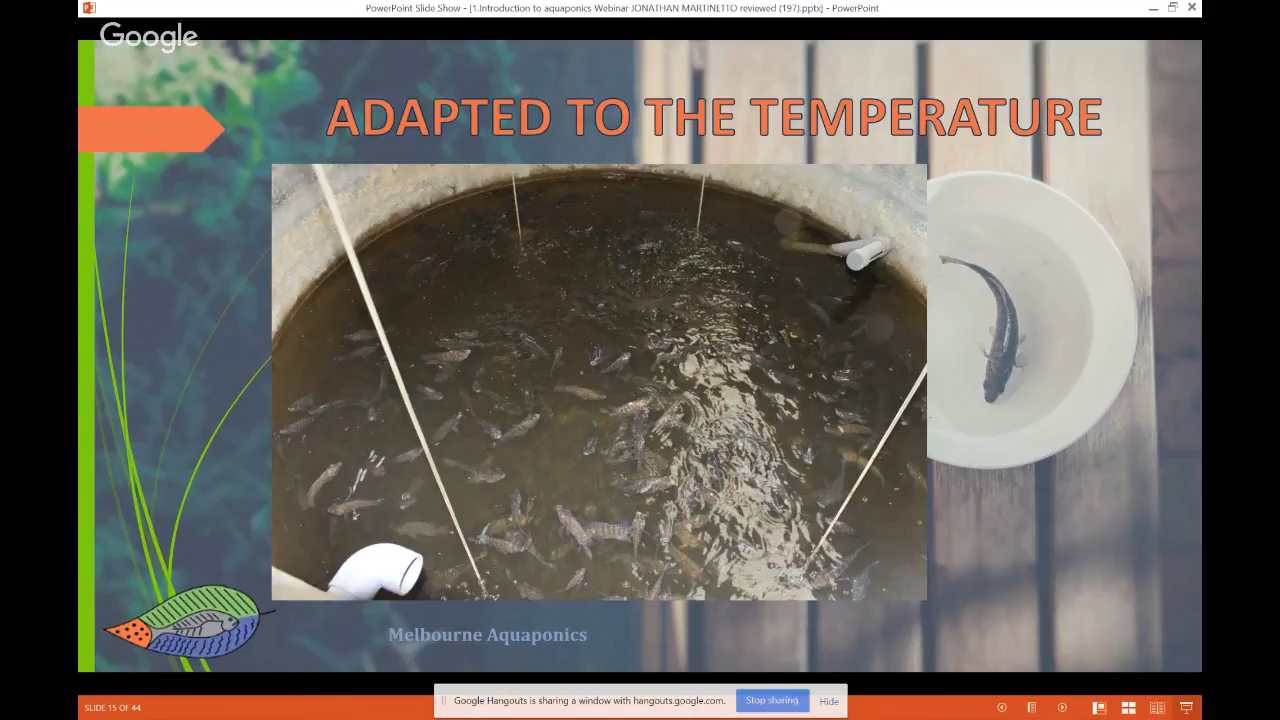 PowerPoint Slide Show - [1.Introduction to aquaponics Webinar JONATHAN MARTINETTO reviewed (197).pptx] - PowerPoint
Google
ADAPTED TO THE TEMPERATURE
Melbourne Aquaponics
Google Hangouts is sharing a window with hangouts.google.com.
Stop sharing
Hide
SLIDE 15 OF 44